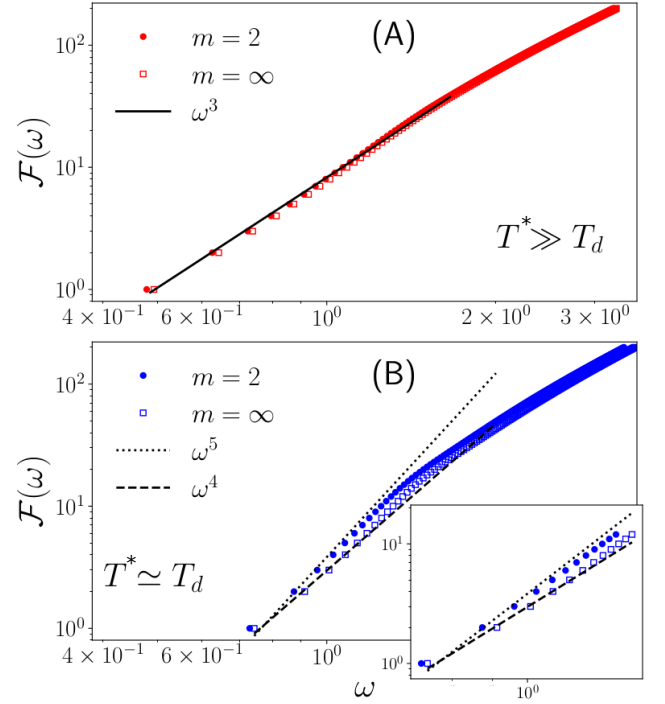 (A)
m = 2
m = ∞
ω³
F(ω)
10²
10¹
10⁰
T* ≫ T_d
4 × 10⁻¹ 6 × 10⁻¹ 10⁰ 2 × 10⁰ 3 × 10⁰
(B)
m = 2
m = ∞
ω⁵
ω⁴
F(ω)
10²
10¹
10⁰
T* ≃ T_d
10¹
10⁰
10⁰
4 × 10⁻¹ 6 × 10⁻¹ 10⁰
ω